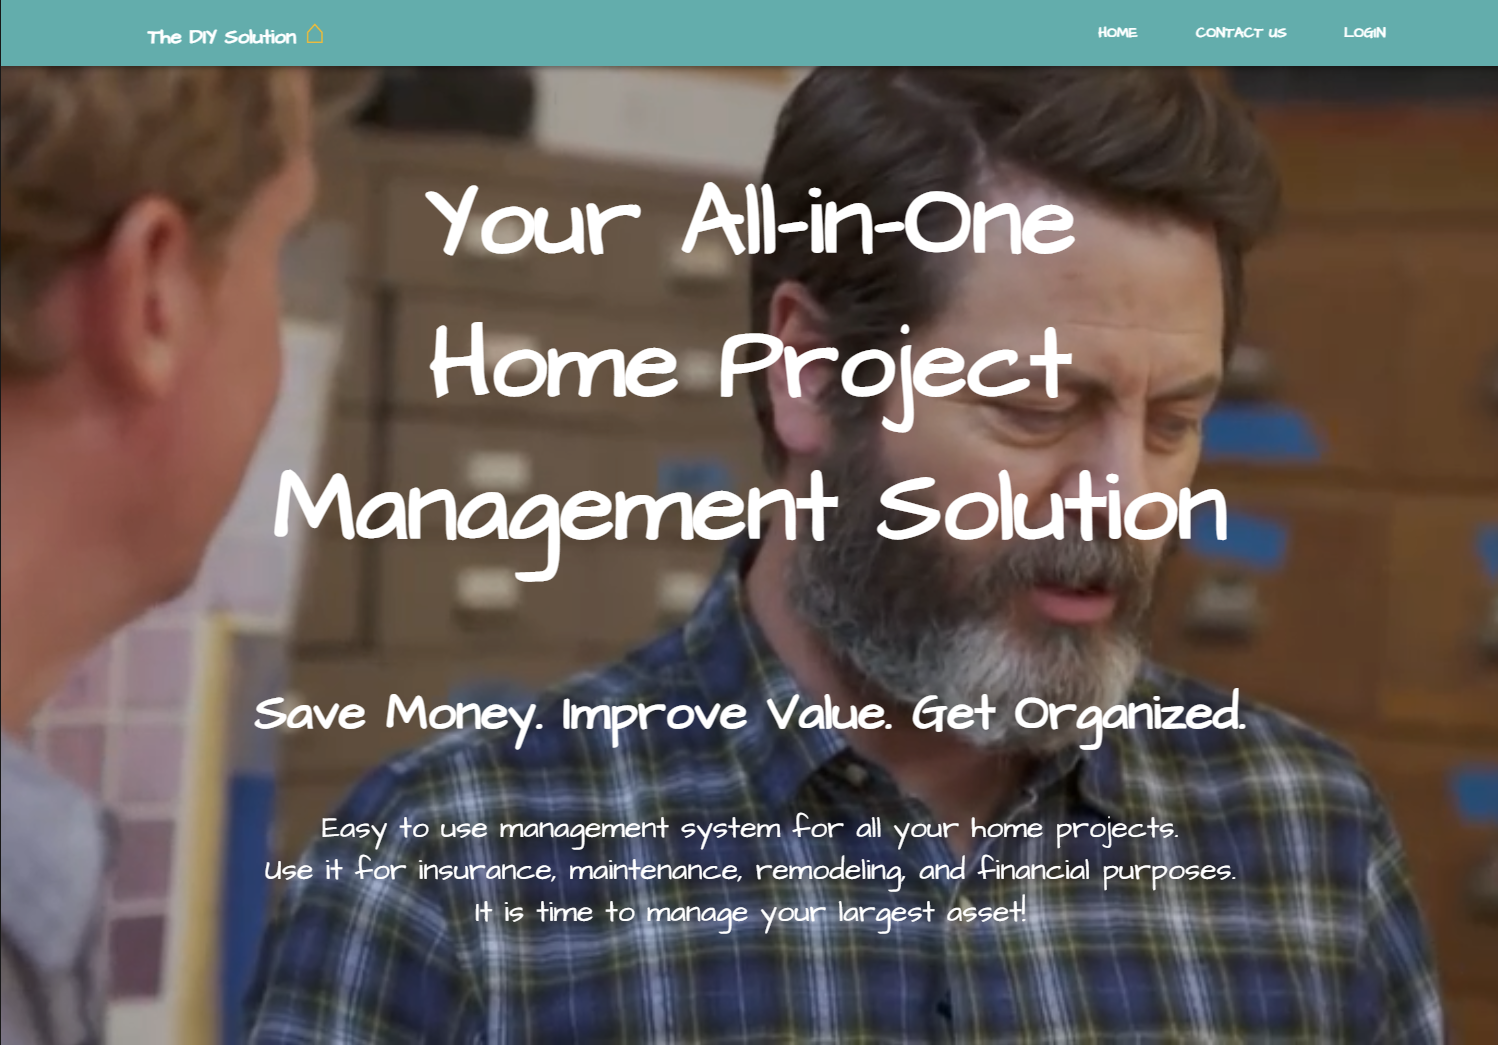 The DIY Solution
HOME
CONTACT US
LOGIN
Your All-in-One
Home Project
Management Solution
Save Money. Improve Value. Get Organized.
Easy to use management system for all your home projects.
Use it for insurance, maintenance, remodeling, and financial purposes.
It is time to manage your largest asset!